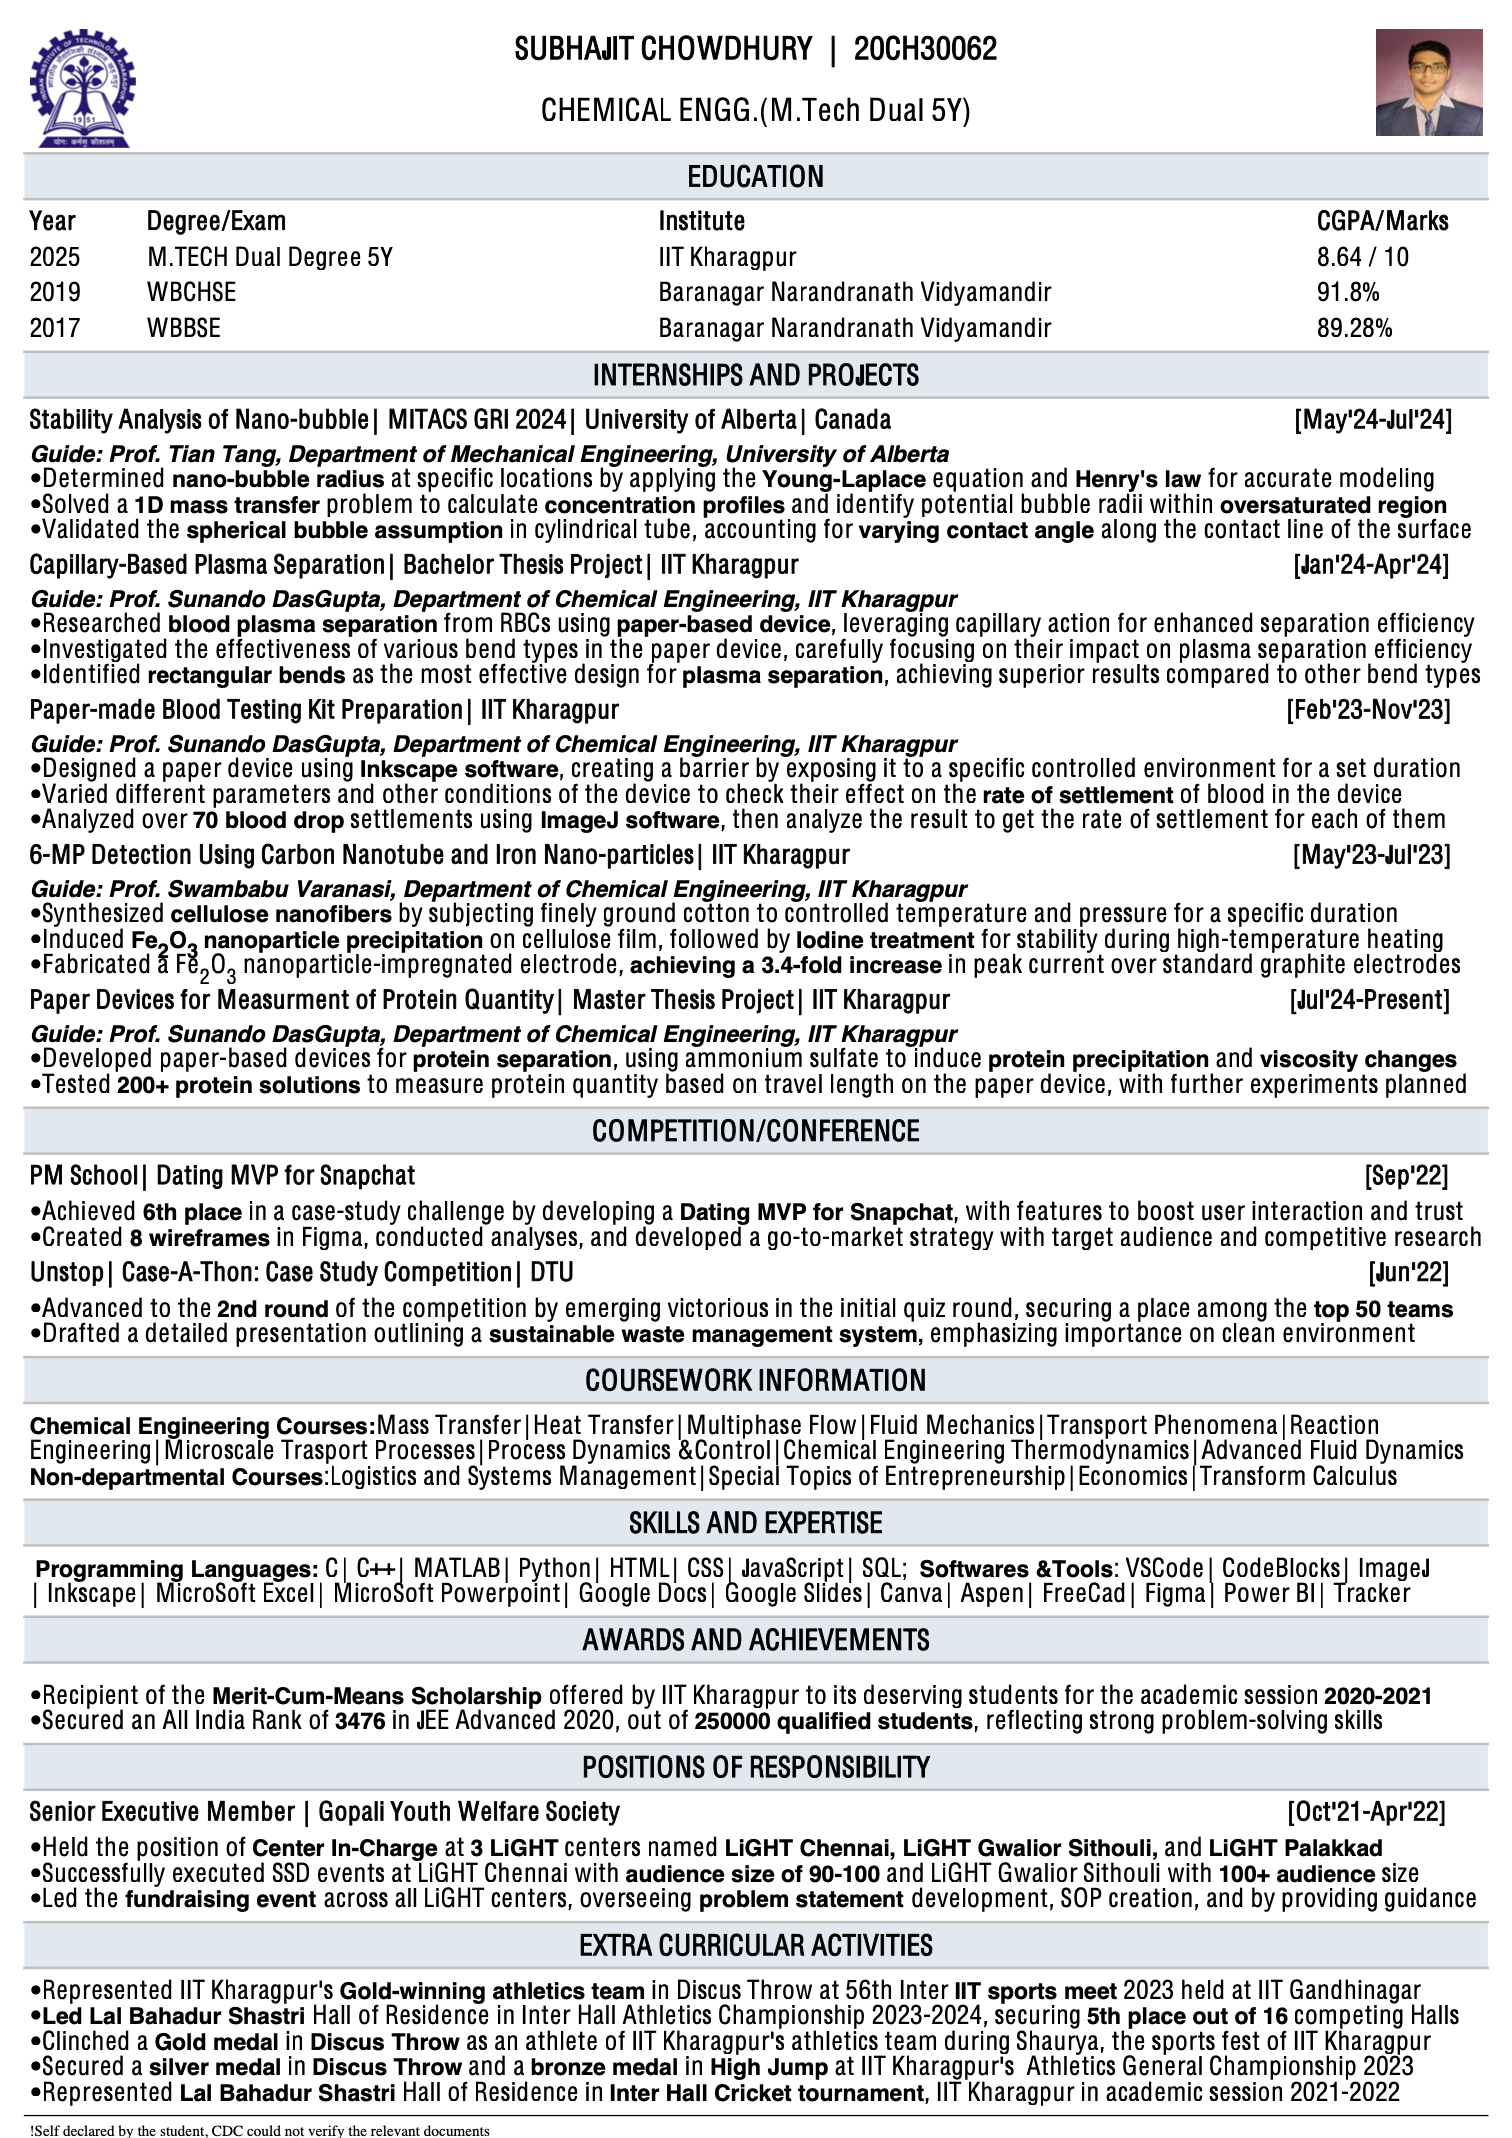 SUBHAJIT CHOWDHURY | 20CH30062
CHEMICAL ENGG.(M.Tech Dual 5Y)
INDIAN INSTITUTE OF TECHNOLOGY KHARAGPUR
1951
योगः कर्मसु कौशलम्
EDUCATION
Year Degree/Exam Institute CGPA/Marks
2025 M.TECH Dual Degree 5Y IIT Kharagpur 8.64 / 10
2019 WBCHSE Baranagar Narandranath Vidyamandir 91.8%
2017 WBBSE Baranagar Narandranath Vidyamandir 89.28%
INTERNSHIPS AND PROJECTS
Stability Analysis of Nano-bubble| MITACS GRI 2024| University of Alberta| Canada [May'24-Jul'24]
Guide: Prof. Tian Tang, Department of Mechanical Engineering, University of Alberta
•Determined nano-bubble radius at specific locations by applying the Young-Laplace equation and Henry's law for accurate modeling
•Solved a 1D mass transfer problem to calculate concentration profiles and identify potential bubble radii within oversaturated region
•Validated the spherical bubble assumption in cylindrical tube, accounting for varying contact angle along the contact line of the surface
Capillary-Based Plasma Separation| Bachelor Thesis Project| IIT Kharagpur [Jan'24-Apr'24]
Guide: Prof. Sunando DasGupta, Department of Chemical Engineering, IIT Kharagpur
•Researched blood plasma separation from RBCs using paper-based device, leveraging capillary action for enhanced separation efficiency
•Investigated the effectiveness of various bend types in the paper device, carefully focusing on their impact on plasma separation efficiency
•Identified rectangular bends as the most effective design for plasma separation, achieving superior results compared to other bend types
Paper-made Blood Testing Kit Preparation| IIT Kharagpur [Feb'23-Nov'23]
Guide: Prof. Sunando DasGupta, Department of Chemical Engineering, IIT Kharagpur
•Designed a paper device using Inkscape software, creating a barrier by exposing it to a specific controlled environment for a set duration
•Varied different parameters and other conditions of the device to check their effect on the rate of settlement of blood in the device
•Analyzed over 70 blood drop settlements using ImageJ software, then analyze the result to get the rate of settlement for each of them
6-MP Detection Using Carbon Nanotube and Iron Nano-particles| IIT Kharagpur [May'23-Jul'23]
Guide: Prof. Swambabu Varanasi, Department of Chemical Engineering, IIT Kharagpur
•Synthesized cellulose nanofibers by subjecting finely ground cotton to controlled temperature and pressure for a specific duration
•Induced Fe2O3 nanoparticle precipitation on cellulose film, followed by Iodine treatment for stability during high-temperature heating
•Fabricated a Fe2O3 nanoparticle-impregnated electrode, achieving a 3.4-fold increase in peak current over standard graphite electrodes
Paper Devices for Measurment of Protein Quantity| Master Thesis Project| IIT Kharagpur [Jul'24-Present]
Guide: Prof. Sunando DasGupta, Department of Chemical Engineering, IIT Kharagpur
•Developed paper-based devices for protein separation, using ammonium sulfate to induce protein precipitation and viscosity changes
•Tested 200+ protein solutions to measure protein quantity based on travel length on the paper device, with further experiments planned
COMPETITION/CONFERENCE
PM School| Dating MVP for Snapchat [Sep'22]
•Achieved 6th place in a case-study challenge by developing a Dating MVP for Snapchat, with features to boost user interaction and trust
•Created 8 wireframes in Figma, conducted analyses, and developed a go-to-market strategy with target audience and competitive research
Unstop| Case-A-Thon: Case Study Competition| DTU [Jun'22]
•Advanced to the 2nd round of the competition by emerging victorious in the initial quiz round, securing a place among the top 50 teams
•Drafted a detailed presentation outlining a sustainable waste management system, emphasizing importance on clean environment
COURSEWORK INFORMATION
Chemical Engineering Courses:Mass Transfer|Heat Transfer|Multiphase Flow|Fluid Mechanics|Transport Phenomena|Reaction
Engineering|Microscale Trasport Processes|Process Dynamics &Control|Chemical Engineering Thermodynamics|Advanced Fluid Dynamics
Non-departmental Courses:Logistics and Systems Management|Special Topics of Entrepreneurship|Economics|Transform Calculus
SKILLS AND EXPERTISE
Programming Languages: C| C++| MATLAB| Python| HTML| CSS| JavaScript| SQL; Softwares &Tools: VSCode| CodeBlocks| ImageJ
| Inkscape| MicroSoft Excel| MicroSoft Powerpoint| Google Docs| Google Slides| Canva| Aspen| FreeCad| Figma| Power BI| Tracker
AWARDS AND ACHIEVEMENTS
•Recipient of the Merit-Cum-Means Scholarship offered by IIT Kharagpur to its deserving students for the academic session 2020-2021
•Secured an All India Rank of 3476 in JEE Advanced 2020, out of 250000 qualified students, reflecting strong problem-solving skills
POSITIONS OF RESPONSIBILITY
Senior Executive Member | Gopali Youth Welfare Society [Oct'21-Apr'22]
•Held the position of Center In-Charge at 3 LiGHT centers named LiGHT Chennai, LiGHT Gwalior Sithouli, and LiGHT Palakkad
•Successfully executed SSD events at LiGHT Chennai with audience size of 90-100 and LiGHT Gwalior Sithouli with 100+ audience size
•Led the fundraising event across all LiGHT centers, overseeing problem statement development, SOP creation, and by providing guidance
EXTRA CURRICULAR ACTIVITIES
•Represented IIT Kharagpur's Gold-winning athletics team in Discus Throw at 56th Inter IIT sports meet 2023 held at IIT Gandhinagar
•Led Lal Bahadur Shastri Hall of Residence in Inter Hall Athletics Championship 2023-2024, securing 5th place out of 16 competing Halls
•Clinched a Gold medal in Discus Throw as an athlete of IIT Kharagpur's athletics team during Shaurya, the sports fest of IIT Kharagpur
•Secured a silver medal in Discus Throw and a bronze medal in High Jump at IIT Kharagpur's Athletics General Championship 2023
•Represented Lal Bahadur Shastri Hall of Residence in Inter Hall Cricket tournament, IIT Kharagpur in academic session 2021-2022
!Self declared by the student, CDC could not verify the relevant documents